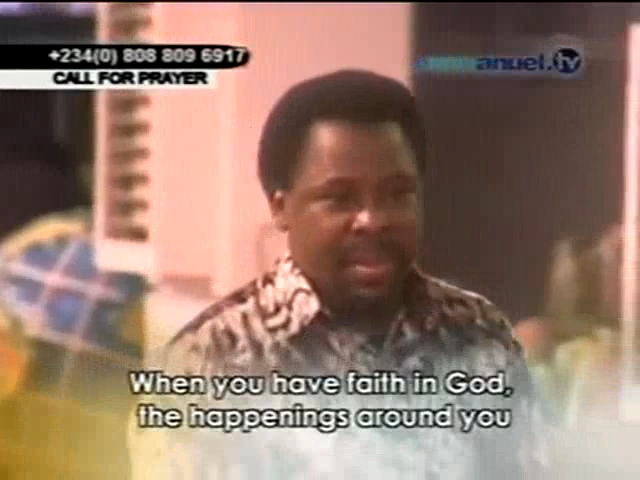 +234(0) 808 809 6917
CALL FOR PRAYER
emmanuel.tv
When you have faith in God,
the happenings around you